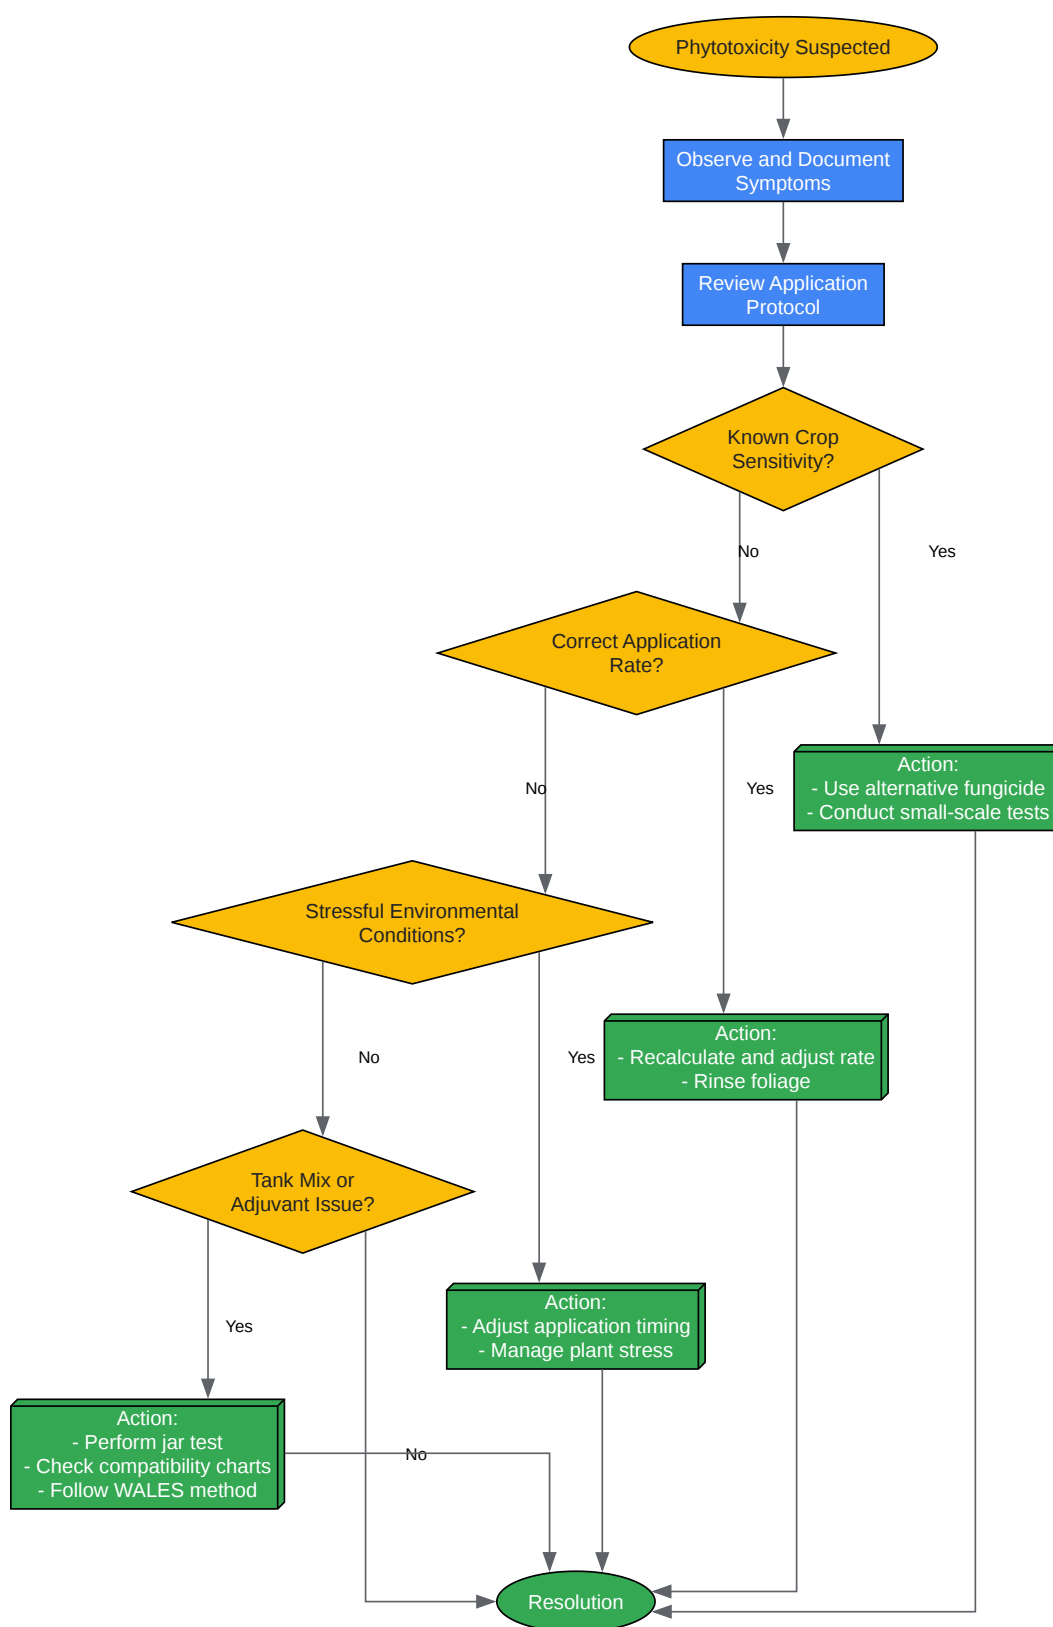 Phytotoxicity Suspected
Observe and Document
Symptoms
Review Application
Protocol
Known Crop
Sensitivity?
No
Yes
Correct Application
Rate?
No
Yes
Action:
- Use alternative fungicide
- Conduct small-scale tests
Stressful Environmental
Conditions?
No
Yes
Action:
- Recalculate and adjust rate
- Rinse foliage
Tank Mix or
Adjuvant Issue?
Yes
No
Action:
- Adjust application timing
- Manage plant stress
Action:
- Perform jar test
- Check compatibility charts
- Follow WALES method
Resolution